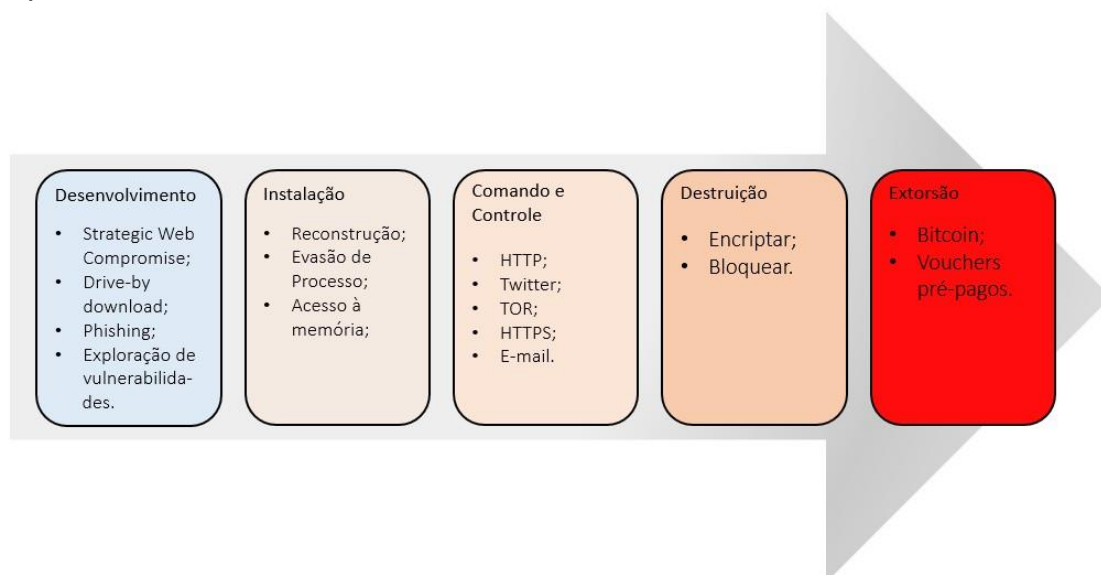 Desenvolvimento
• Strategic Web
Compromise;
• Drive-by
download;
• Phishing;
• Exploração de
vulnerabilida-
des.
Instalação
• Reconstrução;
• Evasão de
Processo;
• Acesso à
memória;
Comando e
Controle
• HTTP;
• Twitter;
• TOR;
• HTTPS;
• E-mail.
Destruição
• Encriptar;
• Bloquear.
Extorsão
• Bitcoin;
• Vouchers
pré-pagos.